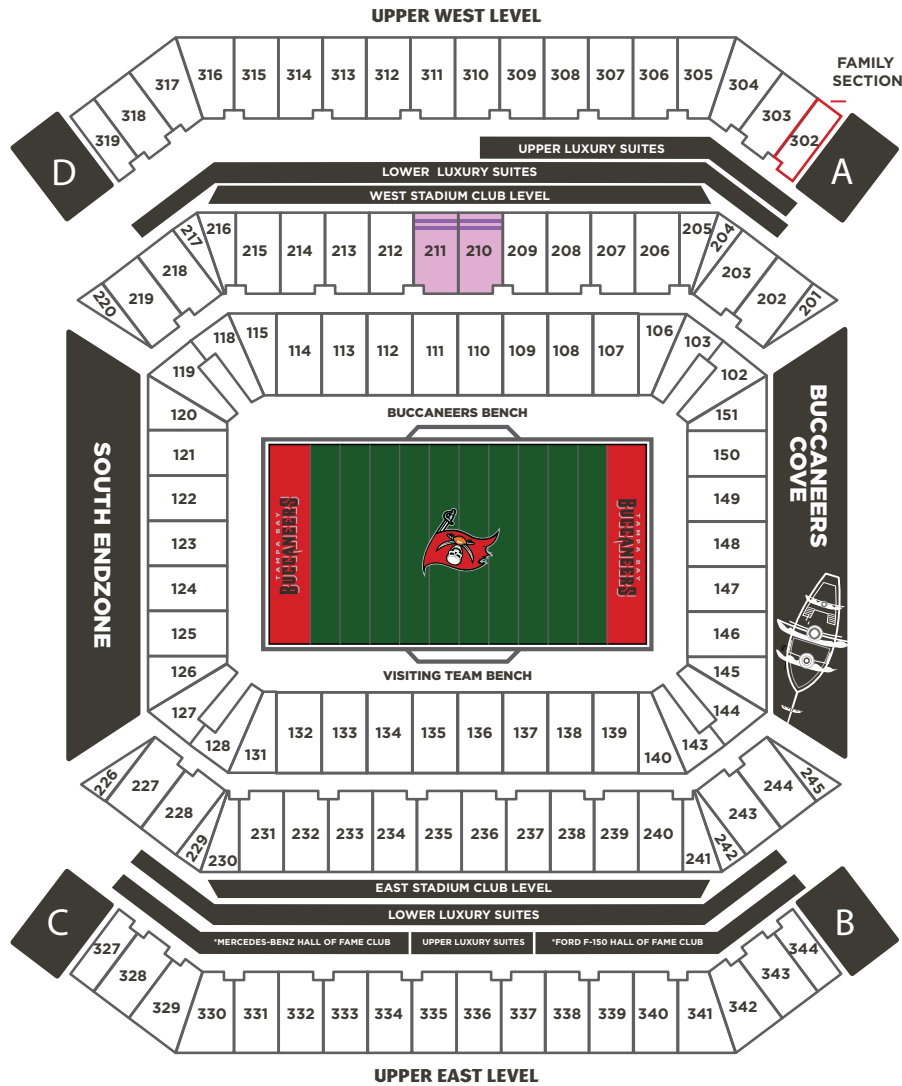 UPPER WEST LEVEL
316 315 314 313 312 311 310 309 308 307 306 305
317 304
318 303
319 302
FAMILY
SECTION
D
A
UPPER LUXURY SUITES
LOWER LUXURY SUITES
WEST STADIUM CLUB LEVEL
216 205
217 204
215 214 213 212 211 210 209 208 207 206
218 203
219 202
220 201
118 115 106 103
114 113 112 111 110 109 108 107
119 102
120 151
121 150
122 149
123 148
124 147
125 146
126 145
127 144
BUCCANEERS BENCH
SOUTH ENDZONE
TAMPA BAY
BUCCANEERS
TAMPA BAY
BUCCANEERS
BUCCANEERS
COVE
VISITING TEAM BENCH
132 133 134 135 136 137 138 139
128 131 140 143
226 245
227 244
228 243
229 242
231 232 233 234 235 236 237 238 239 240
230 241
EAST STADIUM CLUB LEVEL
LOWER LUXURY SUITES
*MERCEDES-BENZ HALL OF FAME CLUB
UPPER LUXURY SUITES
*FORD F-150 HALL OF FAME CLUB
C
B
327 344
328 343
329 342
330 331 332 333 334 335 336 337 338 339 340 341
UPPER EAST LEVEL